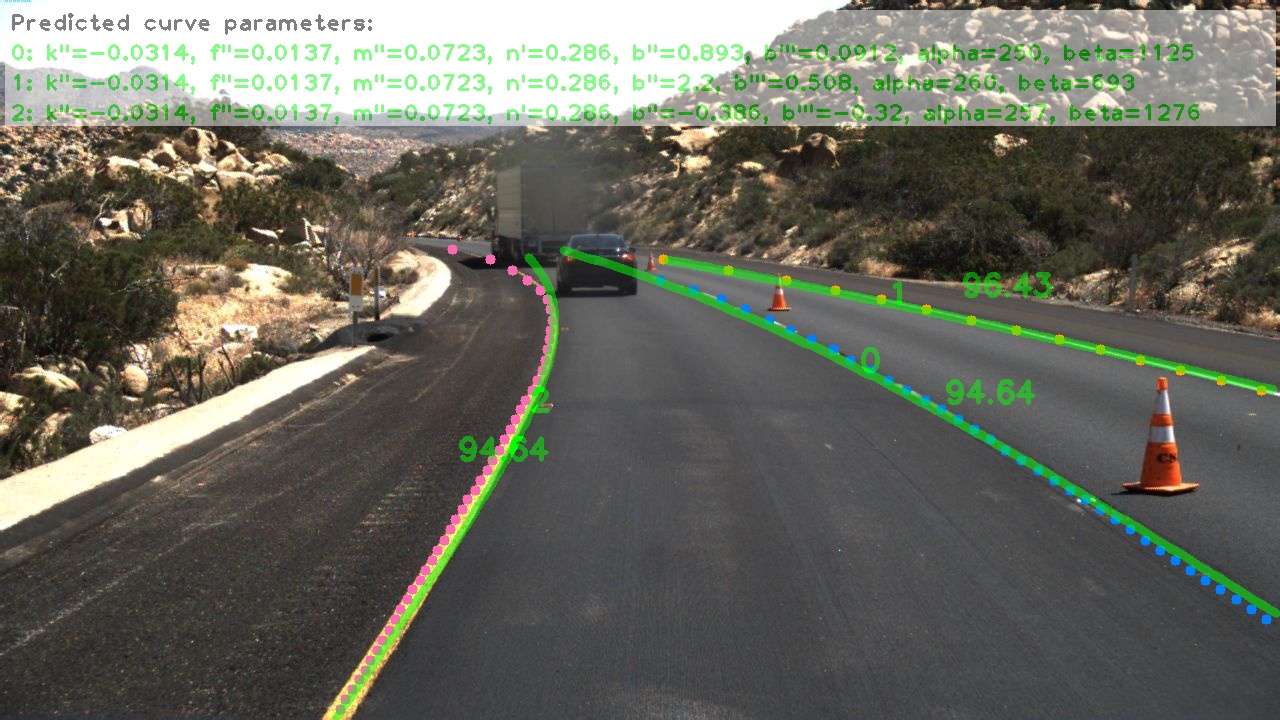 Predicted curve parameters:
0: k''=-0.0314, f''=0.0137, m''=0.0723, n'=0.286, b''=0.893, b'''=0.0912, alpha=250, beta=1125
1: k''=-0.0314, f''=0.0137, m''=0.0723, n'=0.286, b''=2.2, b'''=0.508, alpha=260, beta=693
2: k''=-0.0314, f''=0.0137, m''=0.0723, n'=0.286, b''=-0.386, b'''=-0.32, alpha=257, beta=1276
1 96.43
0
94.64
2
94.64
CS